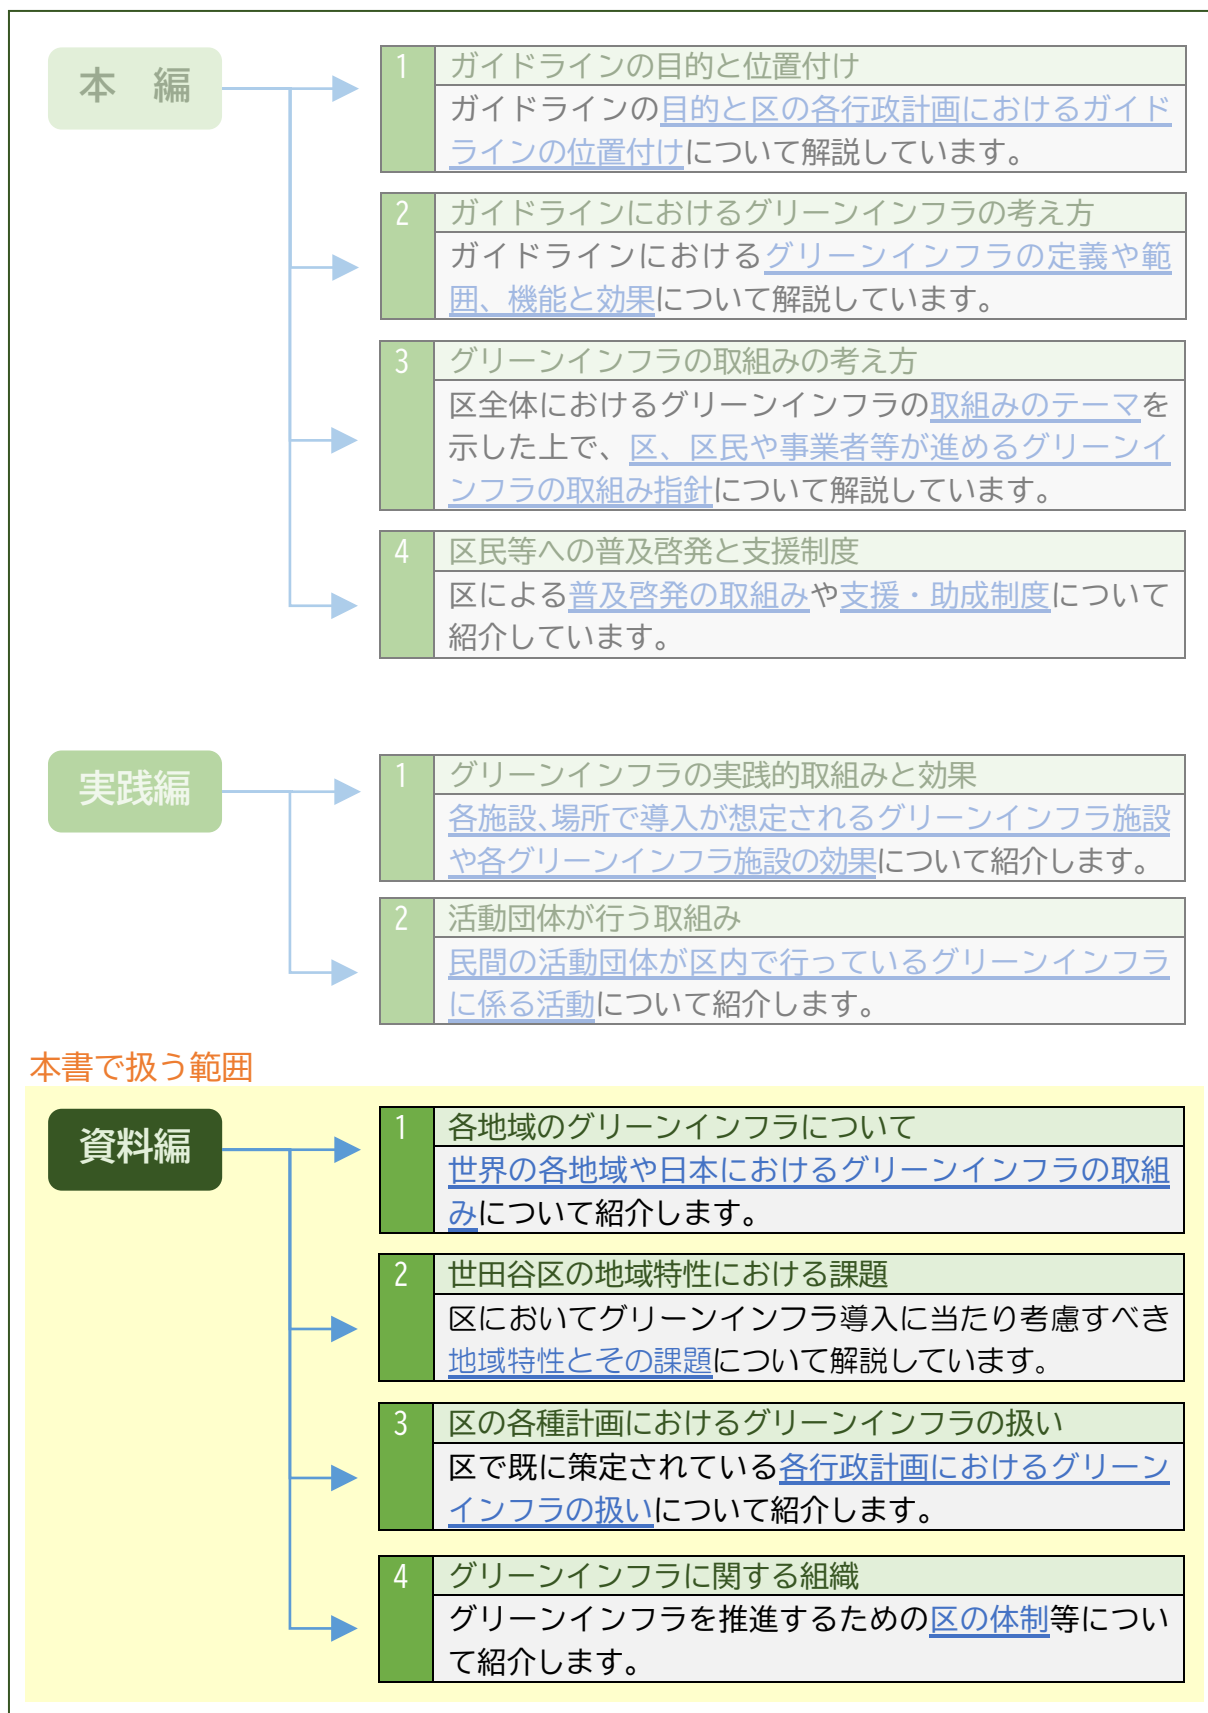 本　編
1 ガイドラインの目的と位置付け
ガイドラインの目的と区の各行政計画におけるガイド
ラインの位置付けについて解説しています。
2 ガイドラインにおけるグリーンインフラの考え方
ガイドラインにおけるグリーンインフラの定義や範
囲、機能と効果について解説しています。
3 グリーンインフラの取組みの考え方
区全体におけるグリーンインフラの取組みのテーマを
示した上で、区、区民や事業者等が進めるグリーンイ
ンフラの取組み指針について解説しています。
4 区民等への普及啓発と支援制度
区による普及啓発の取組みや支援・助成制度について
紹介しています。
実践編
1 グリーンインフラの実践的取組みと効果
各施設、場所で導入が想定されるグリーンインフラ施設
や各グリーンインフラ施設の効果について紹介します。
2 活動団体が行う取組み
民間の活動団体が区内で行っているグリーンインフラ
に係る活動について紹介します。
本書で扱う範囲
資料編
1 各地域のグリーンインフラについて
世界の各地域や日本におけるグリーンインフラの取組
みについて紹介します。
2 世田谷区の地域特性における課題
区においてグリーンインフラ導入に当たり考慮すべき
地域特性とその課題について解説しています。
3 区の各種計画におけるグリーンインフラの扱い
区で既に策定されている各行政計画におけるグリーン
インフラの扱いについて紹介します。
4 グリーンインフラに関する組織
グリーンインフラを推進するための区の体制等につい
て紹介します。